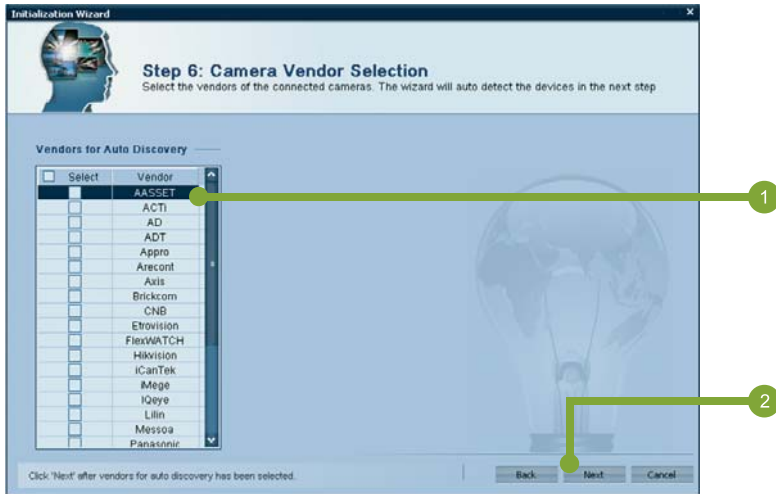 Initialization Wizard
x
Step 6: Camera Vendor Selection
Select the vendors of the connected cameras. The wizard will auto detect the devices in the next step
Vendors for Auto Discovery
Select Vendor
AASSET
ACTi
AD
ADT
Appro
Arecont
Axis
Brickcom
CNB
Etrovision
FlexWATCH
Hikvision
iCanTek
iMege
IQeye
Lilin
Messoa
Panasonic
1
2
Click 'Next' after vendors for auto discovery has been selected.
Back Next Cancel